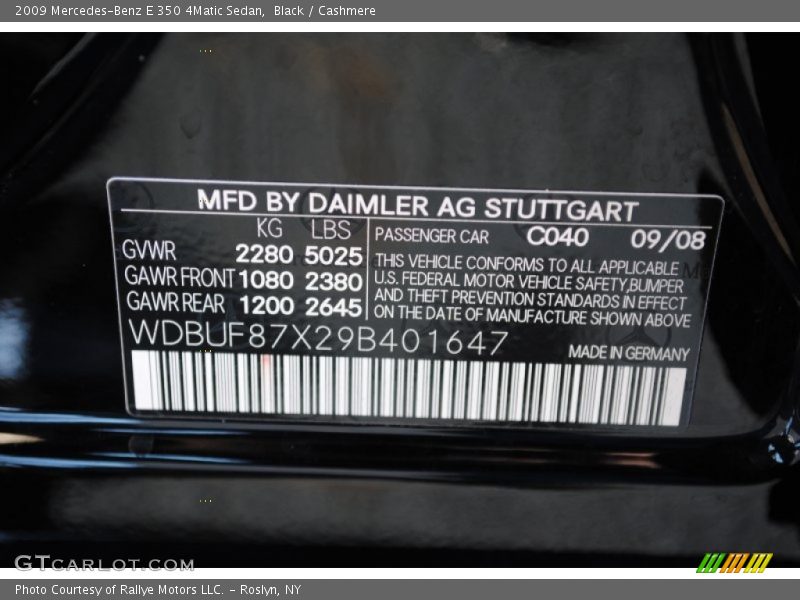 2009 Mercedes-Benz E 350 4Matic Sedan, Black / Cashmere
MFD BY DAIMLER AG STUTTGART
KG LBS
GVWR 2280 5025
GAWR FRONT 1080 2380
GAWR REAR 1200 2645
PASSENGER CAR C040 09/08
THIS VEHICLE CONFORMS TO ALL APPLICABLE
U.S. FEDERAL MOTOR VEHICLE SAFETY,BUMPER
AND THEFT PREVENTION STANDARDS IN EFFECT
ON THE DATE OF MANUFACTURE SHOWN ABOVE
WDBUF87X29B401647
MADE IN GERMANY
GTCARLOT.COM
Photo Courtesy of Rallye Motors LLC. - Roslyn, NY